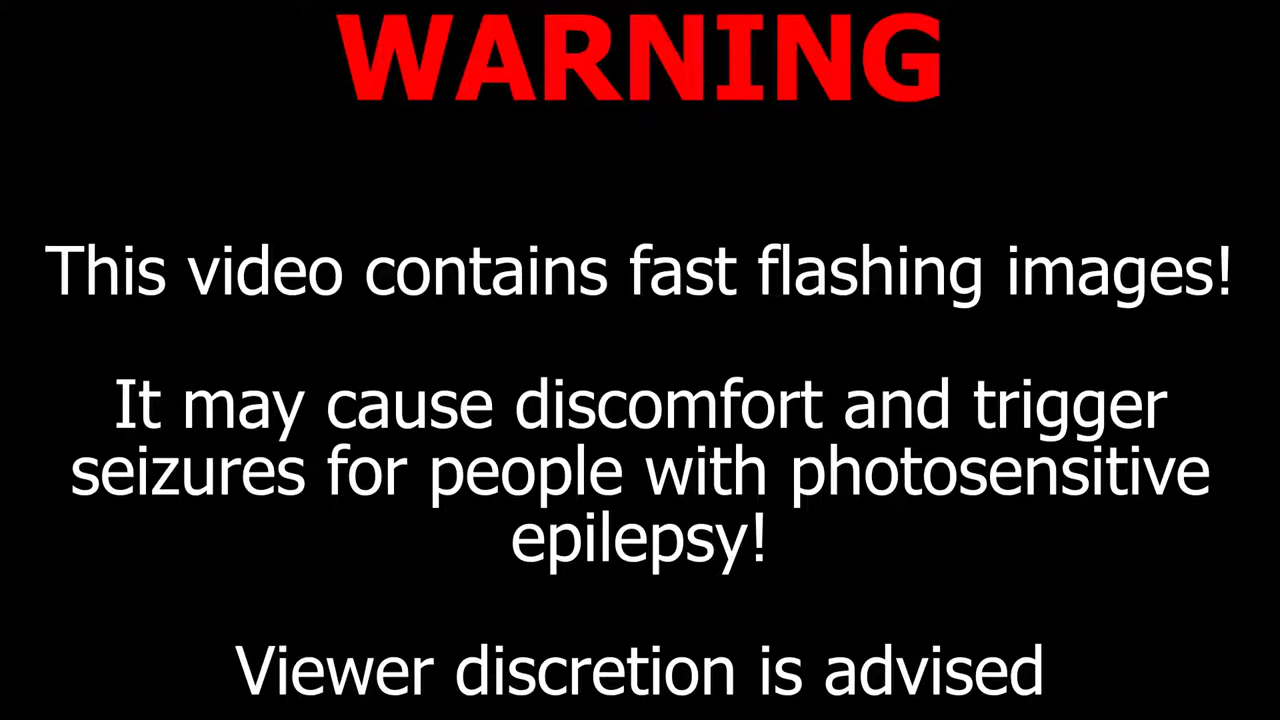 WARNING
This video contains fast flashing images!
It may cause discomfort and trigger
seizures for people with photosensitive
epilepsy!
Viewer discretion is advised